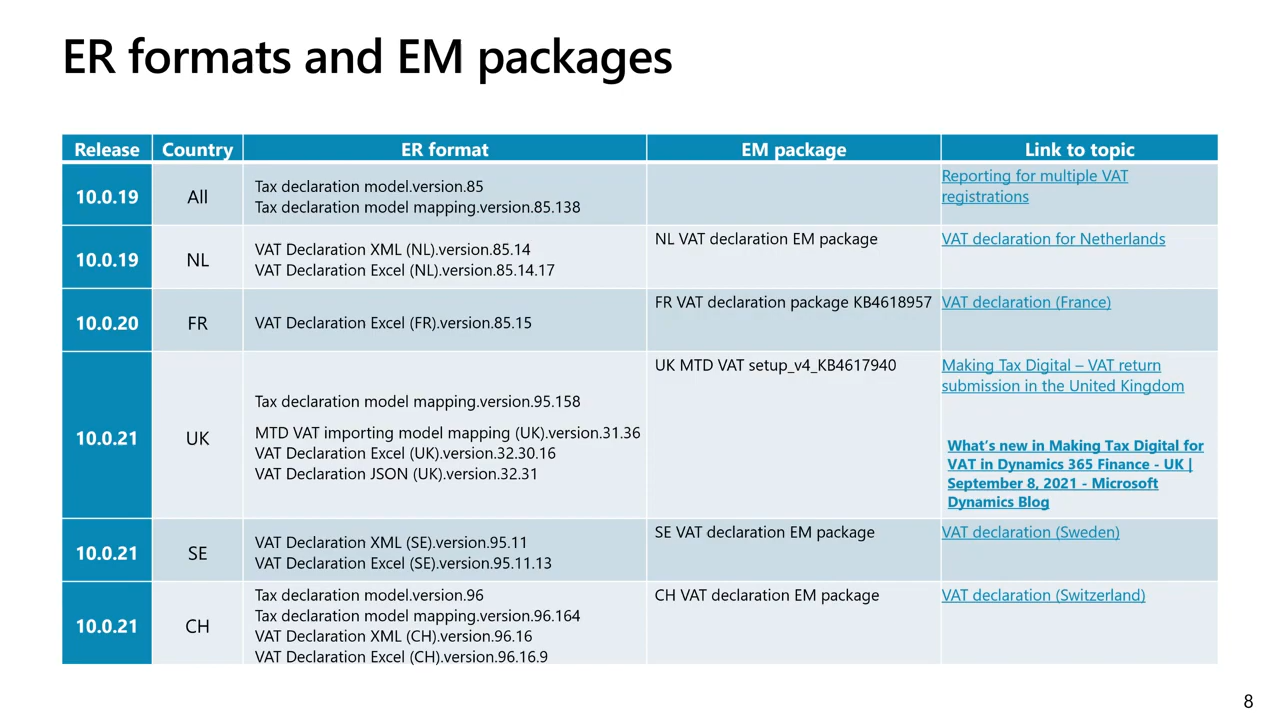 ER formats and EM packages
Release Country ER format EM package Link to topic
10.0.19 All
Tax declaration model.version.85
Tax declaration model mapping.version.85.138
Reporting for multiple VAT
registrations
10.0.19 NL
VAT Declaration XML (NL).version.85.14
VAT Declaration Excel (NL).version.85.14.17
NL VAT declaration EM package
VAT declaration for Netherlands
10.0.20 FR
VAT Declaration Excel (FR).version.85.15
FR VAT declaration package KB4618957
VAT declaration (France)
10.0.21 UK
Tax declaration model mapping.version.95.158
MTD VAT importing model mapping (UK).version.31.36
VAT Declaration Excel (UK).version.32.30.16
VAT Declaration JSON (UK).version.32.31
UK MTD VAT setup_v4_KB4617940
Making Tax Digital – VAT return
submission in the United Kingdom
What’s new in Making Tax Digital for
VAT in Dynamics 365 Finance - UK |
September 8, 2021 - Microsoft
Dynamics Blog
10.0.21 SE
VAT Declaration XML (SE).version.95.11
VAT Declaration Excel (SE).version.95.11.13
SE VAT declaration EM package
VAT declaration (Sweden)
10.0.21 CH
Tax declaration model.version.96
Tax declaration model mapping.version.96.164
VAT Declaration XML (CH).version.96.16
VAT Declaration Excel (CH).version.96.16.9
CH VAT declaration EM package
VAT declaration (Switzerland)
8